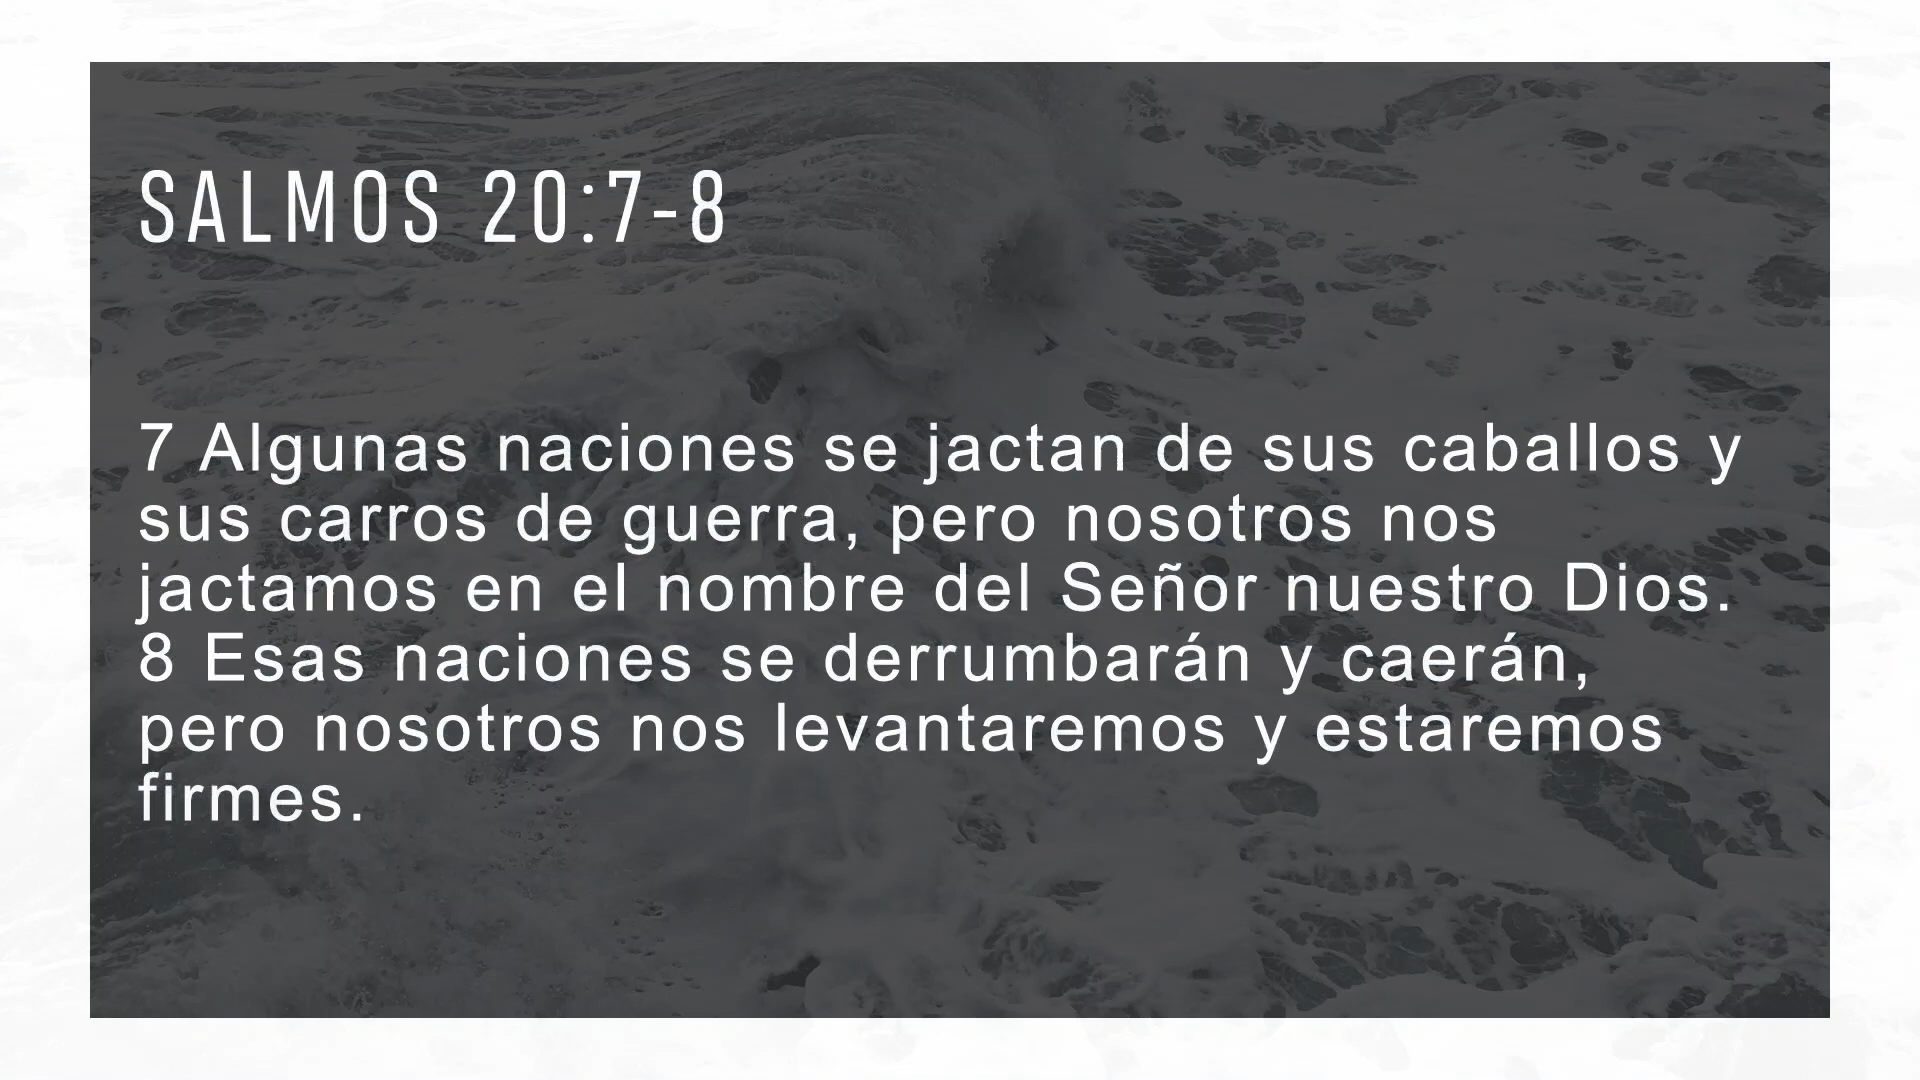 SALMOS 20:7-8
7 Algunas naciones se jactan de sus caballos y
sus carros de guerra, pero nosotros nos
jactamos en el nombre del Señor nuestro Dios.
8 Esas naciones se derrumbarán y caerán,
pero nosotros nos levantaremos y estaremos
firmes.